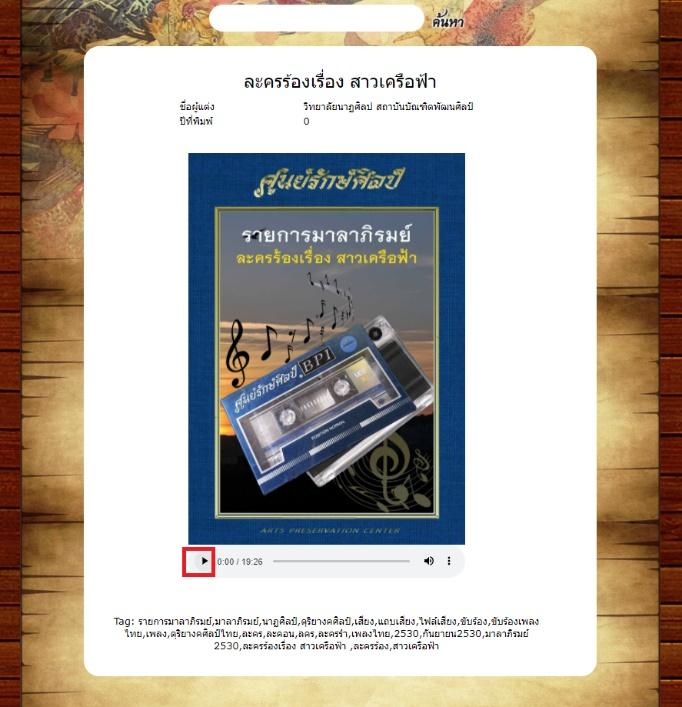 ค้นหา
ละครร้องเรื่อง สาวเครือฟ้า
ชื่อผู้แต่ง วิทยาลัยนาฏศิลป สถาบันบัณฑิตพัฒนศิลป์
ปีที่พิมพ์ 0
ศูนย์รักษ์ศิลป์
รายการมาลาภิรมย์
ละครร้องเรื่อง สาวเครือฟ้า
ศูนย์รักษ์ศิลป์ BPI
POSITION NORMAL
ARTS PRESERVATION CENTER
0:00 / 19:26
Tag: รายการมาลาภิรมย์,มาลาภิรมย์,นาฏศิลป์,ดุริยางคศิลป์,เสียง,แถบเสียง,ไฟล์เสียง,ขับร้อง,ขับร้องเพลง
ไทย,เพลง,ดุริยางคศิลป์ไทย,ละคร,ละคอน,ลคร,ละครรำ,เพลงไทย,2530,กันยายน2530,มาลาภิรมย์
2530,ละครร้องเรื่อง สาวเครือฟ้า ,ละครร้อง,สาวเครือฟ้า